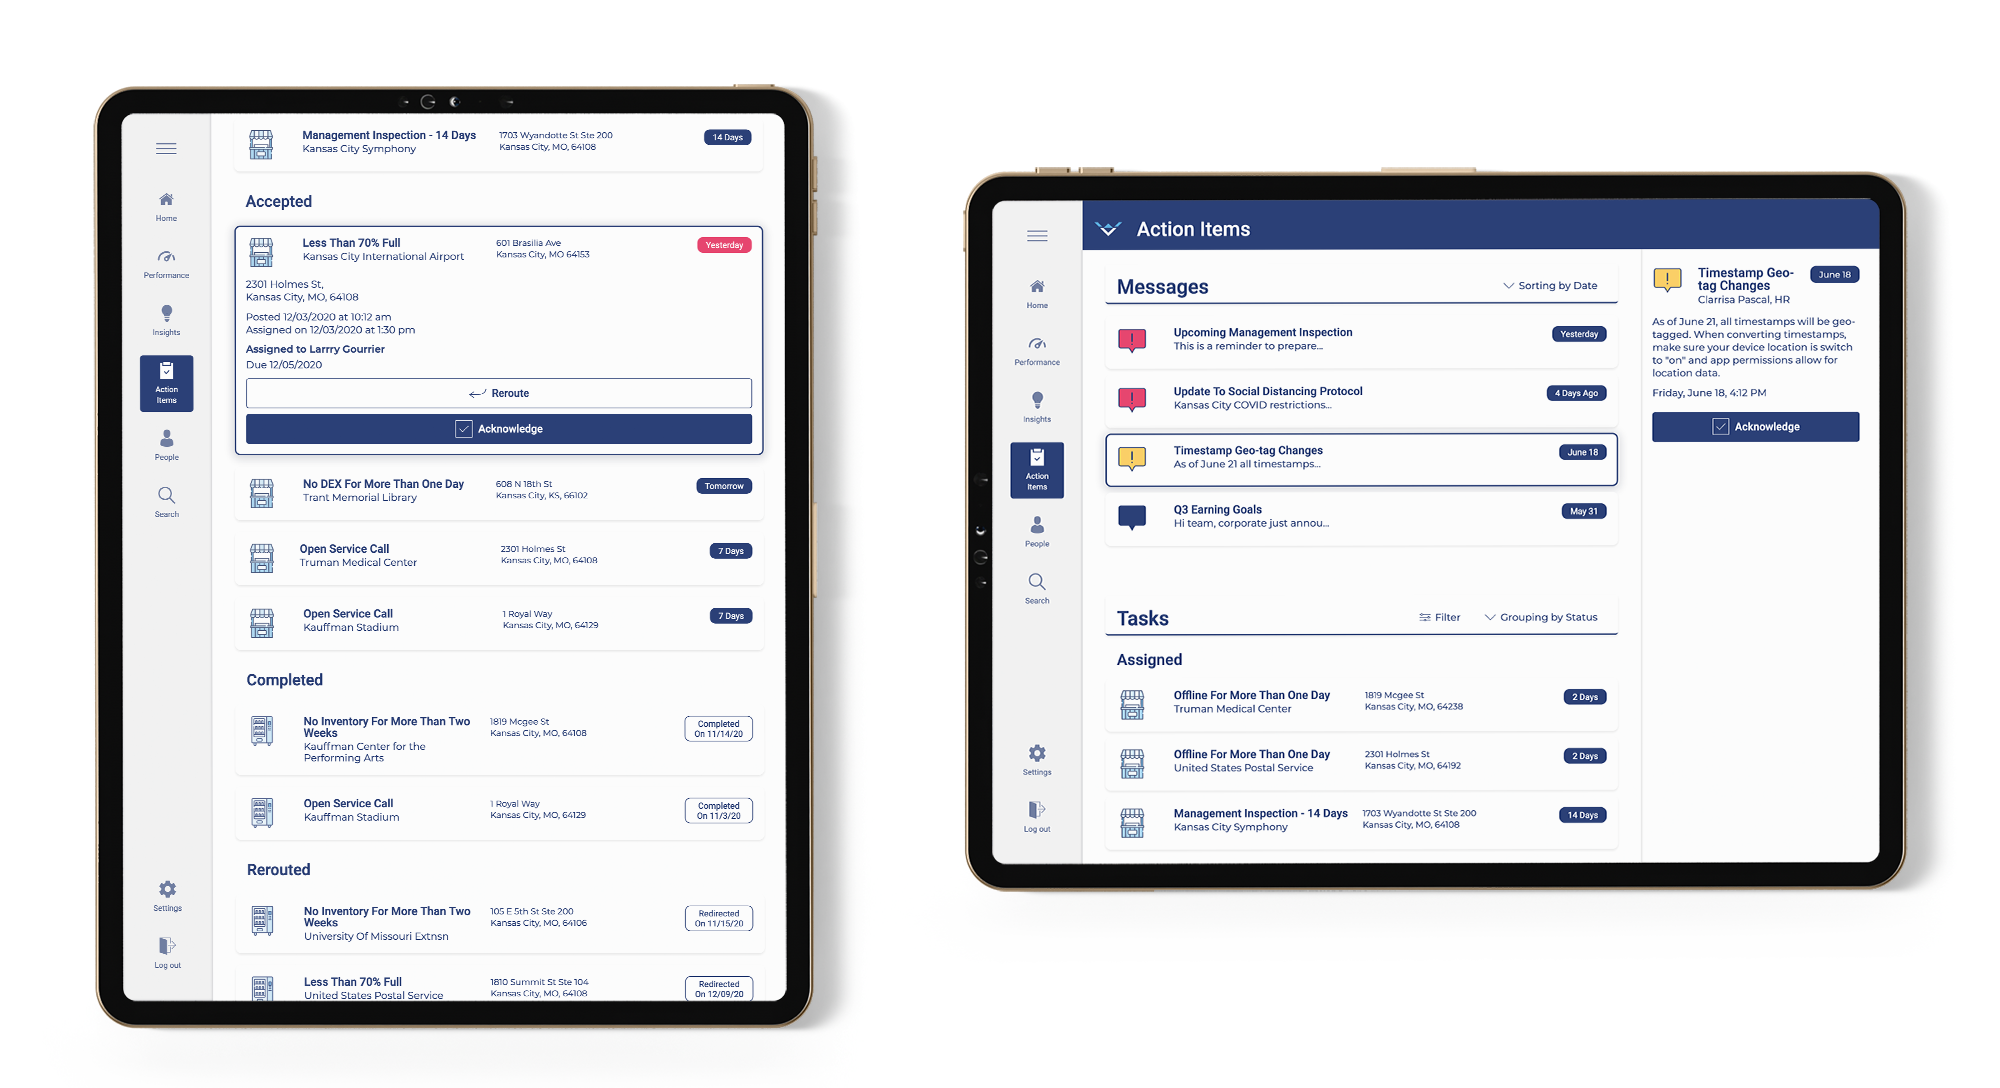 Home
Performance
Insights
Action
Items
People
Search
Settings
Log out
Management Inspection - 14 Days
Kansas City Symphony
1703 Wyandotte St Ste 200
Kansas City, MO, 64108
14 Days
Accepted
Less Than 70% Full
Kansas City International Airport
601 Brasilia Ave
Kansas City, MO 64153
Yesterday
2301 Holmes St,
Kansas City, MO, 64108
Posted 12/03/2020 at 10:12 am
Assigned on 12/03/2020 at 1:30 pm
Assigned to Larrry Gourrier
Due 12/05/2020
Reroute
Acknowledge
No DEX For More Than One Day
Trant Memorial Library
608 N 18th St
Kansas City, KS, 66102
Tomorrow
Open Service Call
Truman Medical Center
2301 Holmes St
Kansas City, MO, 64108
7 Days
Open Service Call
Kauffman Stadium
1 Royal Way
Kansas City, MO, 64129
7 Days
Completed
No Inventory For More Than Two
Weeks
Kauffman Center for the
Performing Arts
1819 Mcgee St
Kansas City, MO, 64108
Completed
On 11/14/20
Open Service Call
Kauffman Stadium
1 Royal Way
Kansas City, MO, 64129
Completed
On 11/3/20
Rerouted
No Inventory For More Than Two
Weeks
University Of Missouri Extnsn
105 E 5th St Ste 200
Kansas City, MO, 64106
Redirected
On 11/15/20
Less Than 70% Full
United States Postal Service
1810 Summit St Ste 104
Kansas City, MO, 64108
Redirected
On 12/09/20
Home
Performance
Insights
Action
Items
People
Search
Settings
Log out
Action Items
Messages
Sorting by Date
Upcoming Management Inspection
This is a reminder to prepare...
Yesterday
Update To Social Distancing Protocol
Kansas City COVID restrictions...
4 Days Ago
Timestamp Geo-tag Changes
As of June 21 all timestamps...
June 18
Q3 Earning Goals
Hi team, corporate just annou...
May 31
Tasks
Filter
Grouping by Status
Assigned
Offline For More Than One Day
Truman Medical Center
1819 Mcgee St
Kansas City, MO, 64238
2 Days
Offline For More Than One Day
United States Postal Service
2301 Holmes St
Kansas City, MO, 64192
2 Days
Management Inspection - 14 Days
Kansas City Symphony
1703 Wyandotte St Ste 200
Kansas City, MO, 64108
14 Days
Timestamp Geo-
tag Changes
Clarrisa Pascal, HR
June 18
As of June 21, all timestamps will be geo-
tagged. When converting timestamps,
make sure your device location is switch
to "on" and app permissions allow for
location data.
Friday, June 18, 4:12 PM
Acknowledge